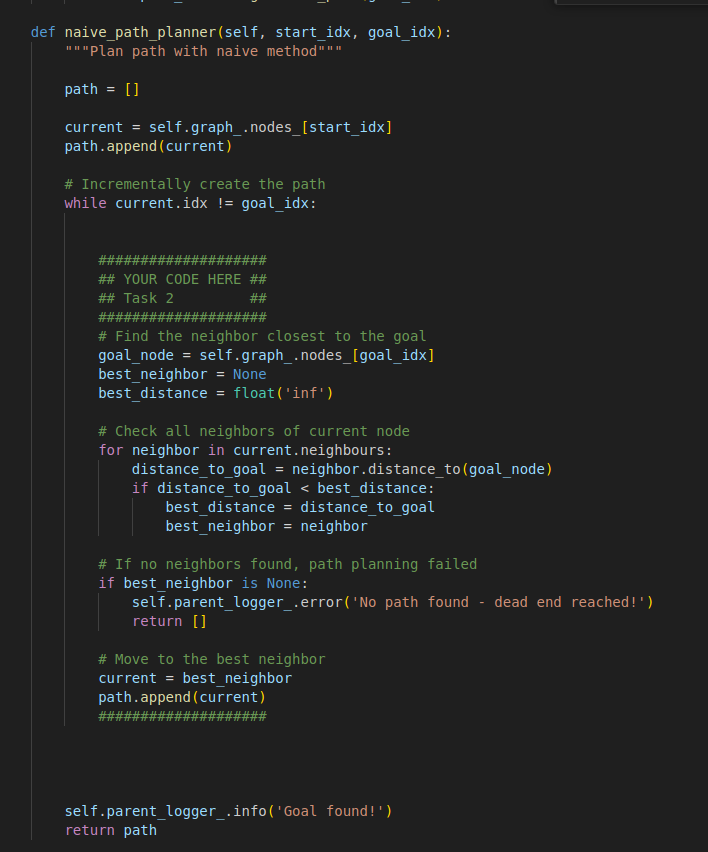 def naive_path_planner(self, start_idx, goal_idx):
    """Plan path with naive method"""
    path = []
    current = self.graph_.nodes_[start_idx]
    path.append(current)
    # Incrementally create the path
    while current.idx != goal_idx:
        ####################
        ## YOUR CODE HERE ##
        ## Task 2         ##
        ####################
        # Find the neighbor closest to the goal
        goal_node = self.graph_.nodes_[goal_idx]
        best_neighbor = None
        best_distance = float('inf')
        # Check all neighbors of current node
        for neighbor in current.neighbours:
            distance_to_goal = neighbor.distance_to(goal_node)
            if distance_to_goal < best_distance:
                best_distance = distance_to_goal
                best_neighbor = neighbor
        # If no neighbors found, path planning failed
        if best_neighbor is None:
            self.parent_logger_.error('No path found - dead end reached!')
            return []
        # Move to the best neighbor
        current = best_neighbor
        path.append(current)
        ####################
    self.parent_logger_.info('Goal found!')
    return path